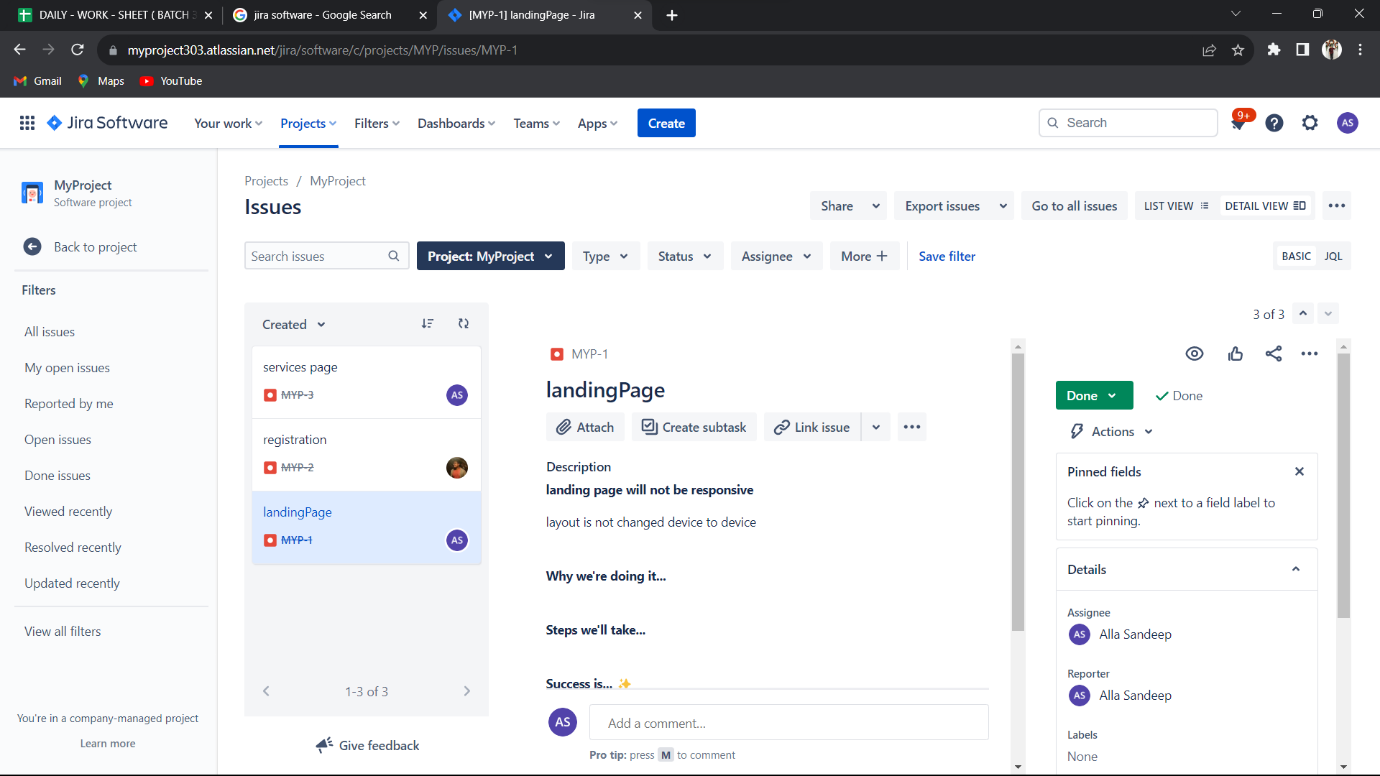 DAILY - WORK - SHEET ( BATCH 3
jira software - Google Search
[MYP-1] landingPage - Jira
myproject303.atlassian.net/jira/software/c/projects/MYP/issues/MYP-1
Gmail
Maps
YouTube
Jira Software
Your work
Projects
Filters
Dashboards
Teams
Apps
Create
Search
9+
AS
MyProject
Software project
Back to project
Filters
All issues
My open issues
Reported by me
Open issues
Done issues
Viewed recently
Resolved recently
Updated recently
View all filters
You're in a company-managed project
Learn more
Projects / MyProject
Issues
Share
Export issues
Go to all issues
LIST VIEW
DETAIL VIEW
Search issues
Project: MyProject
Type
Status
Assignee
More +
Save filter
BASIC
JQL
Created
services page
MYP-3
AS
registration
MYP-2
landingPage
MYP-1
AS
1-3 of 3
Give feedback
3 of 3
MYP-1
landingPage
Attach
Create subtask
Link issue
Description
landing page will not be responsive
layout is not changed device to device
Why we're doing it...
Steps we'll take...
Success is... ✨
AS
Add a comment...
Pro tip: press M to comment
Done
Done
Actions
Pinned fields
Click on the next to a field label to
start pinning.
Details
Assignee
AS
Alla Sandeep
Reporter
AS
Alla Sandeep
Labels
None